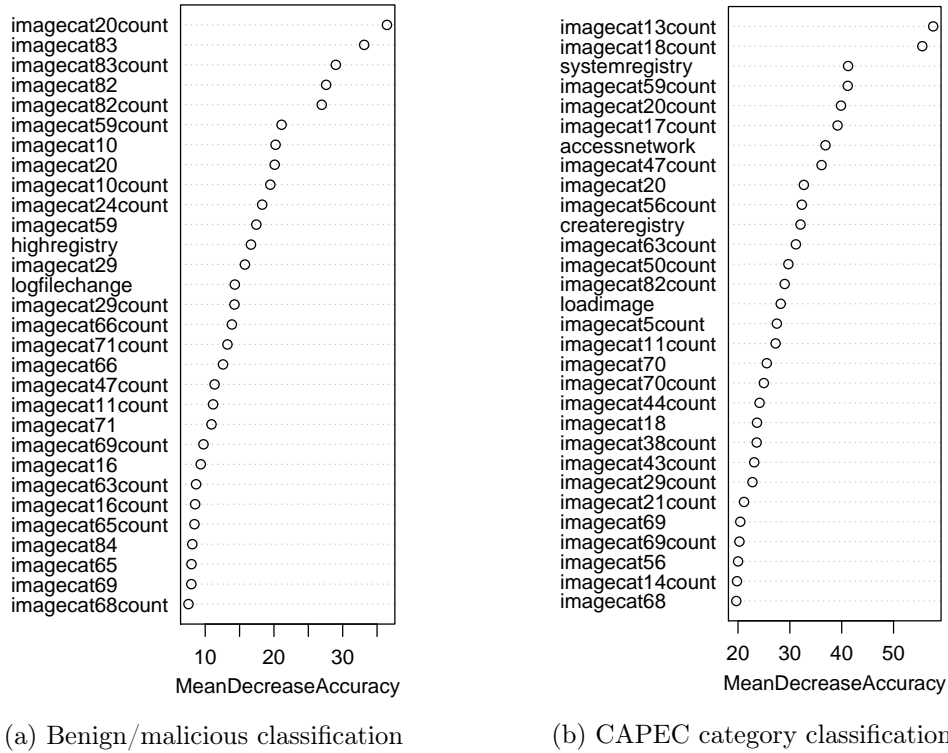 imagecat20count
imagecat83
imagecat83count
imagecat82
imagecat82count
imagecat59count
imagecat10
imagecat20
imagecat10count
imagecat24count
imagecat59
highregistry
imagecat29
logfilechange
imagecat29count
imagecat66count
imagecat71count
imagecat66
imagecat47count
imagecat11count
imagecat71
imagecat69count
imagecat16
imagecat63count
imagecat16count
imagecat65count
imagecat84
imagecat65
imagecat69
imagecat68count
10 20 30
MeanDecreaseAccuracy
(a) Benign/malicious classification
imagecat13count
imagecat18count
systemregistry
imagecat59count
imagecat20count
imagecat17count
accessnetwork
imagecat47count
imagecat20
imagecat56count
createregistry
imagecat63count
imagecat50count
imagecat82count
loadimage
imagecat5count
imagecat11count
imagecat70
imagecat70count
imagecat44count
imagecat18
imagecat38count
imagecat43count
imagecat29count
imagecat21count
imagecat69
imagecat69count
imagecat56
imagecat14count
imagecat68
20 30 40 50
MeanDecreaseAccuracy
(b) CAPEC category classification